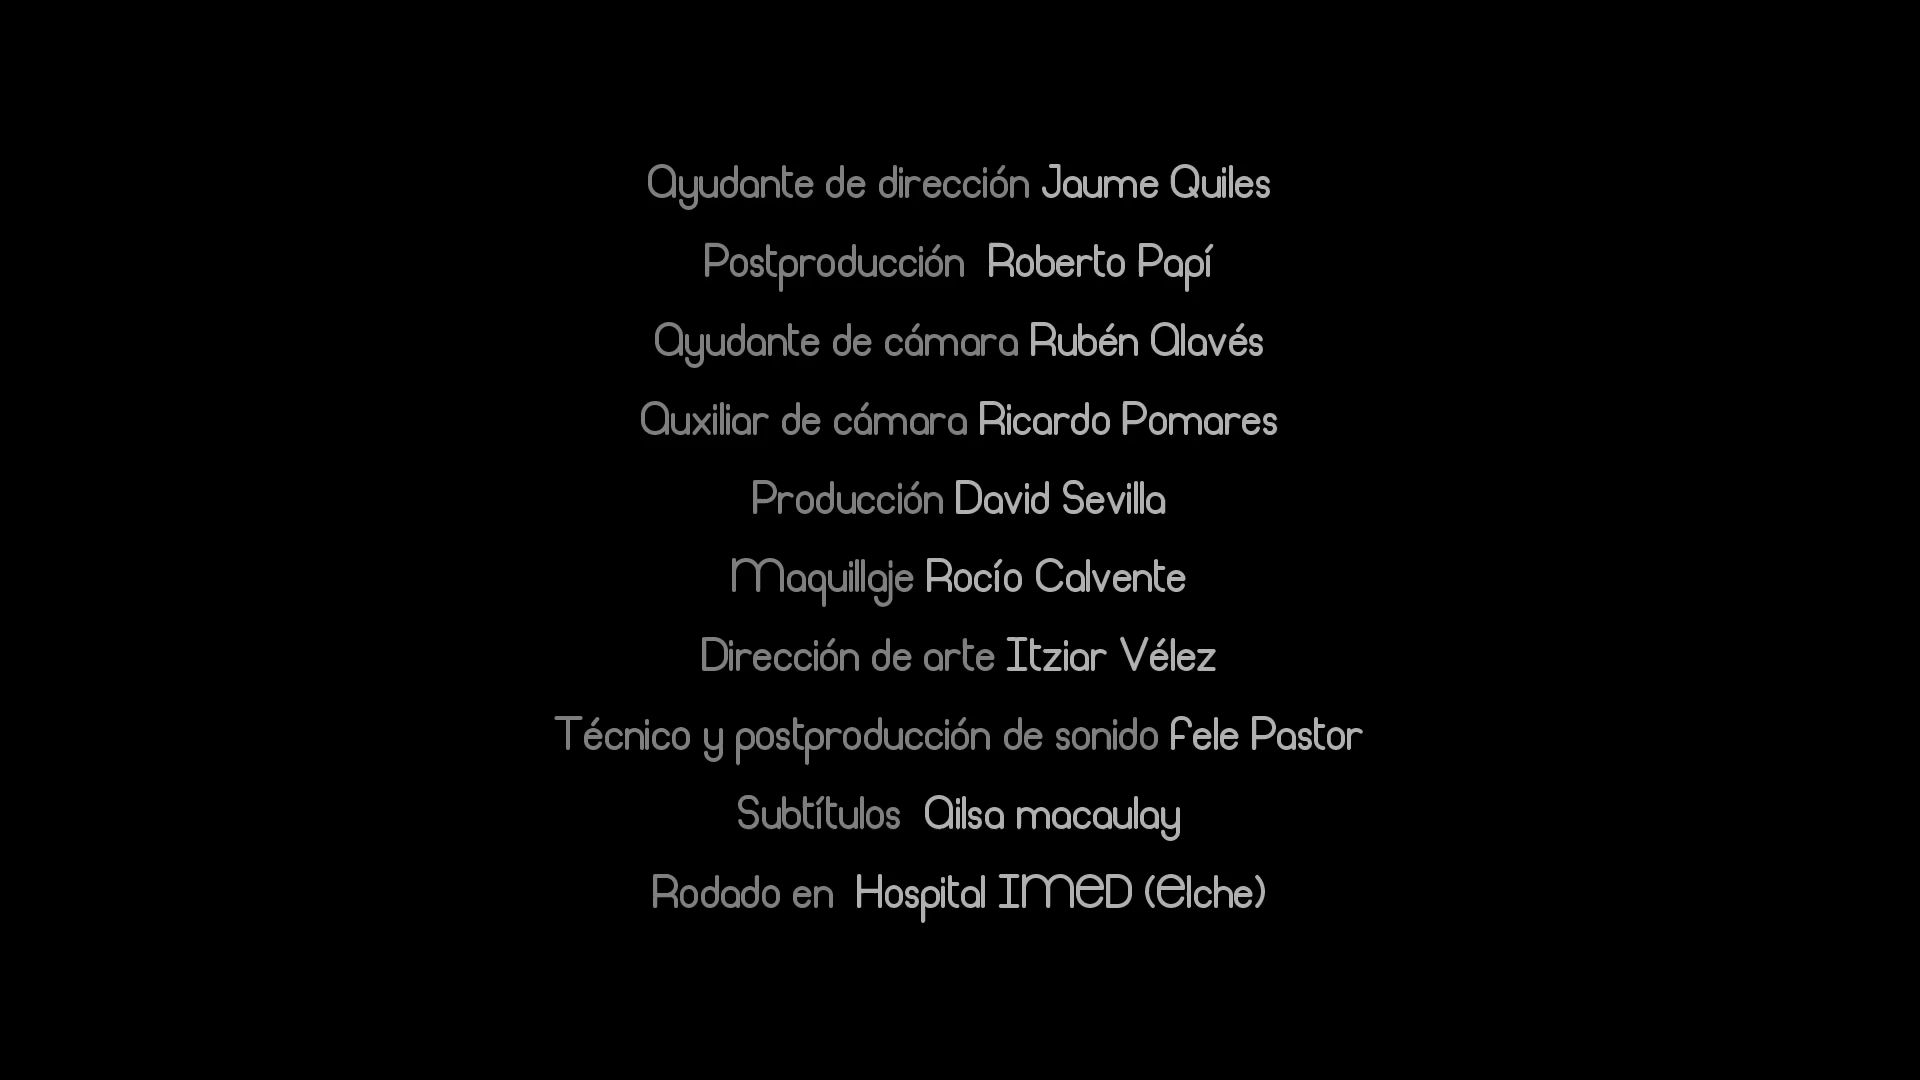 Ayudante de dirección Jaume Quiles
Postproducción Roberto Papí
Ayudante de cámara Rubén Alavés
Auxiliar de cámara Ricardo Pomares
Producción David Sevilla
Maquillaje Rocío Calvente
Dirección de arte Itziar Vélez
Técnico y postproducción de sonido Fele Pastor
Subtítulos Ailsa macaulay
Rodado en Hospital IMED (Elche)